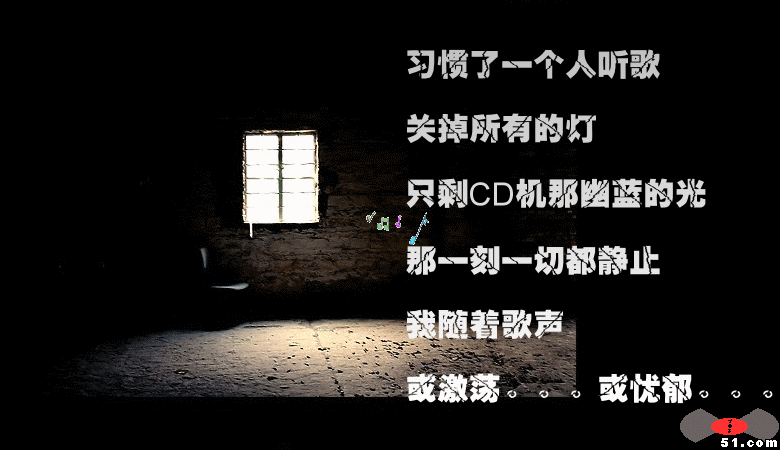 习惯了一个人听歌
关掉所有的灯
只剩CD机那幽蓝的光
那一刻一切都静止
我随着歌声
或激荡。。。或忧郁。。。
51.com